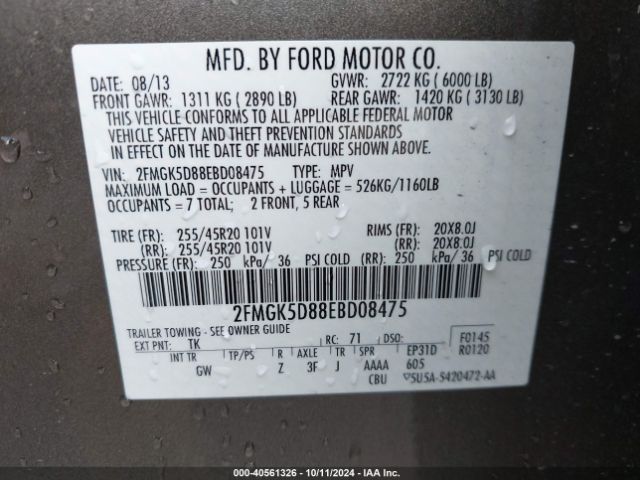 MFD. BY FORD MOTOR CO.
DATE: 08/13 GVWR: 2722 KG ( 6000 LB)
FRONT GAWR: 1311 KG ( 2890 LB) REAR GAWR: 1420 KG ( 3130 LB)
THIS VEHICLE CONFORMS TO ALL APPLICABLE FEDERAL MOTOR
VEHICLE SAFETY AND THEFT PREVENTION STANDARDS
IN EFFECT ON THE DATE OF MANUFACTURE SHOWN ABOVE.
VIN: 2FMGK5D88EBD08475 TYPE: MPV
MAXIMUM LOAD = OCCUPANTS + LUGGAGE = 526KG/1160LB
OCCUPANTS = 7 TOTAL; 2 FRONT, 5 REAR
TIRE (FR): 255/45R20 101V RIMS (FR): 20X8.0J
(RR): 255/45R20 101V (RR): 20X8.0J
PRESSURE (FR): 250 kPa/ 36 PSI COLD (RR): 250 kPa/ 36 PSI COLD
2FMGK5D88EBD08475
TRAILER TOWING - SEE OWNER GUIDE
EXT PNT: TK RC: 71 DSO: F0145
INT TR TP/PS R AXLE TR SPR EP31D R0120
GW Z 3F J AAAA 605
CBU 5U5A-5420472-AA
000-40561326 - 10/11/2024 - IAA, Inc.